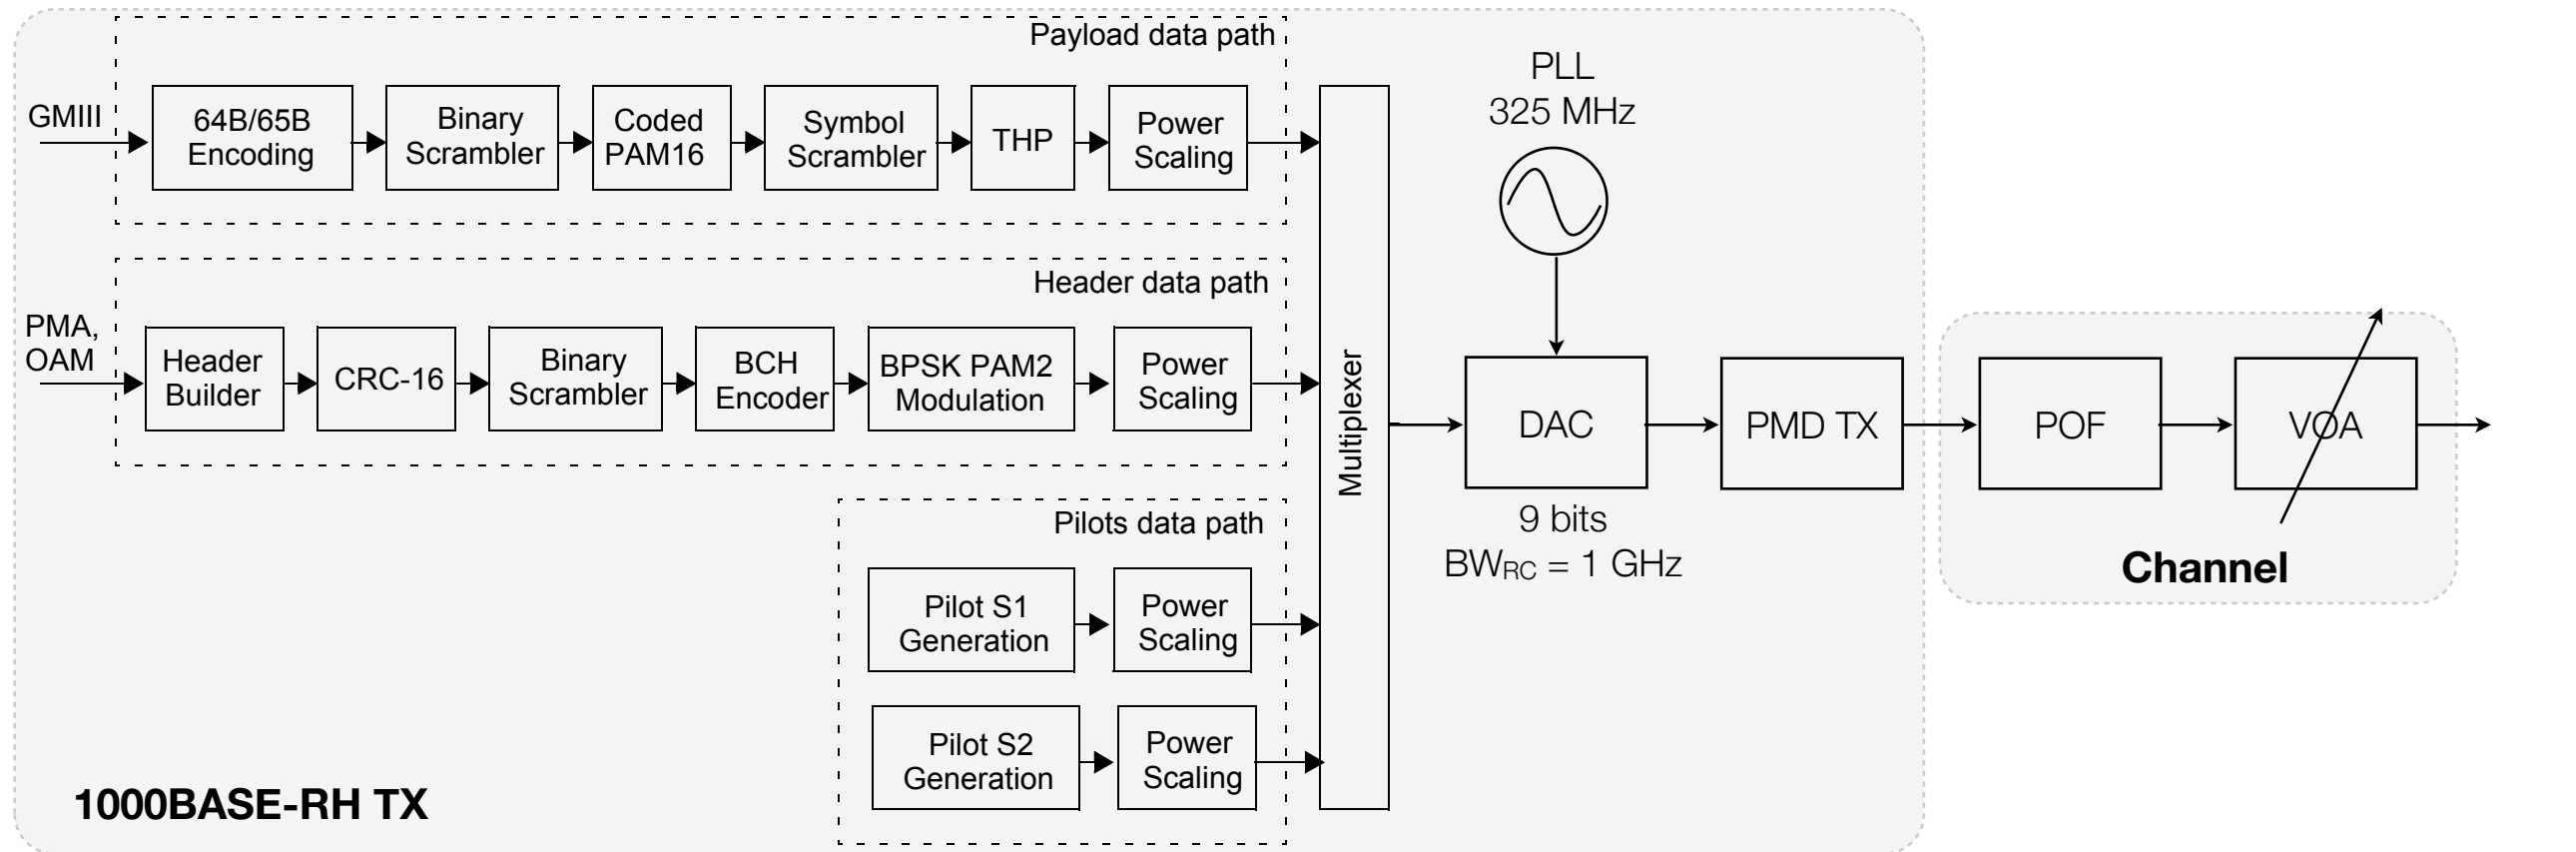 Payload data path
GMIII
64B/65B
Encoding
Binary
Scrambler
Coded
PAM16
Symbol
Scrambler
THP
Power
Scaling
PLL
325 MHz
Header data path
PMA,
OAM
Header
Builder
CRC-16
Binary
Scrambler
BCH
Encoder
BPSK PAM2
Modulation
Power
Scaling
Multiplexer
DAC
9 bits
BWRC = 1 GHz
PMD TX
POF
VOA
Channel
Pilots data path
Pilot S1
Generation
Power
Scaling
Pilot S2
Generation
Power
Scaling
1000BASE-RH TX